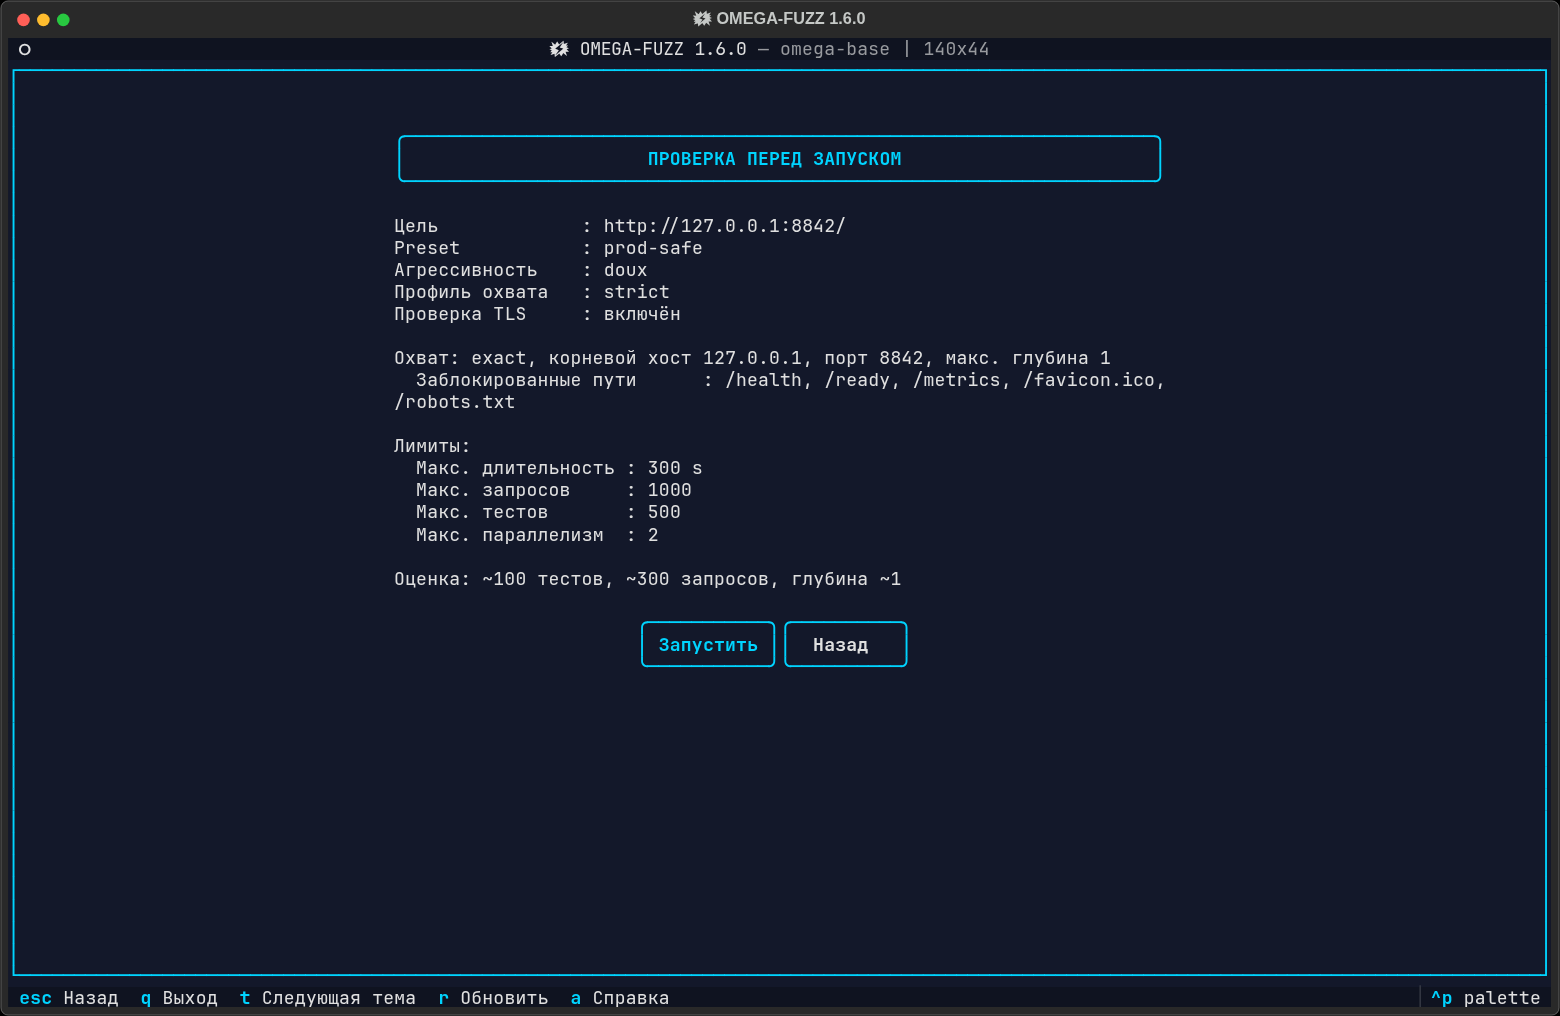 OMEGA-FUZZ 1.6.0
OMEGA-FUZZ 1.6.0 — omega-base | 140x44
ПРОВЕРКА ПЕРЕД ЗАПУСКОМ
Цель : http://127.0.0.1:8842/
Preset : prod-safe
Агрессивность : doux
Профиль охвата : strict
Проверка TLS : включён
Охват: exact, корневой хост 127.0.0.1, порт 8842, макс. глубина 1
Заблокированные пути : /health, /ready, /metrics, /favicon.ico,
/robots.txt
Лимиты:
Макс. длительность : 300 s
Макс. запросов : 1000
Макс. тестов : 500
Макс. параллелизм : 2
Оценка: ~100 тестов, ~300 запросов, глубина ~1
Запустить Назад
esc Назад q Выход t Следующая тема r Обновить a Справка ^p palette